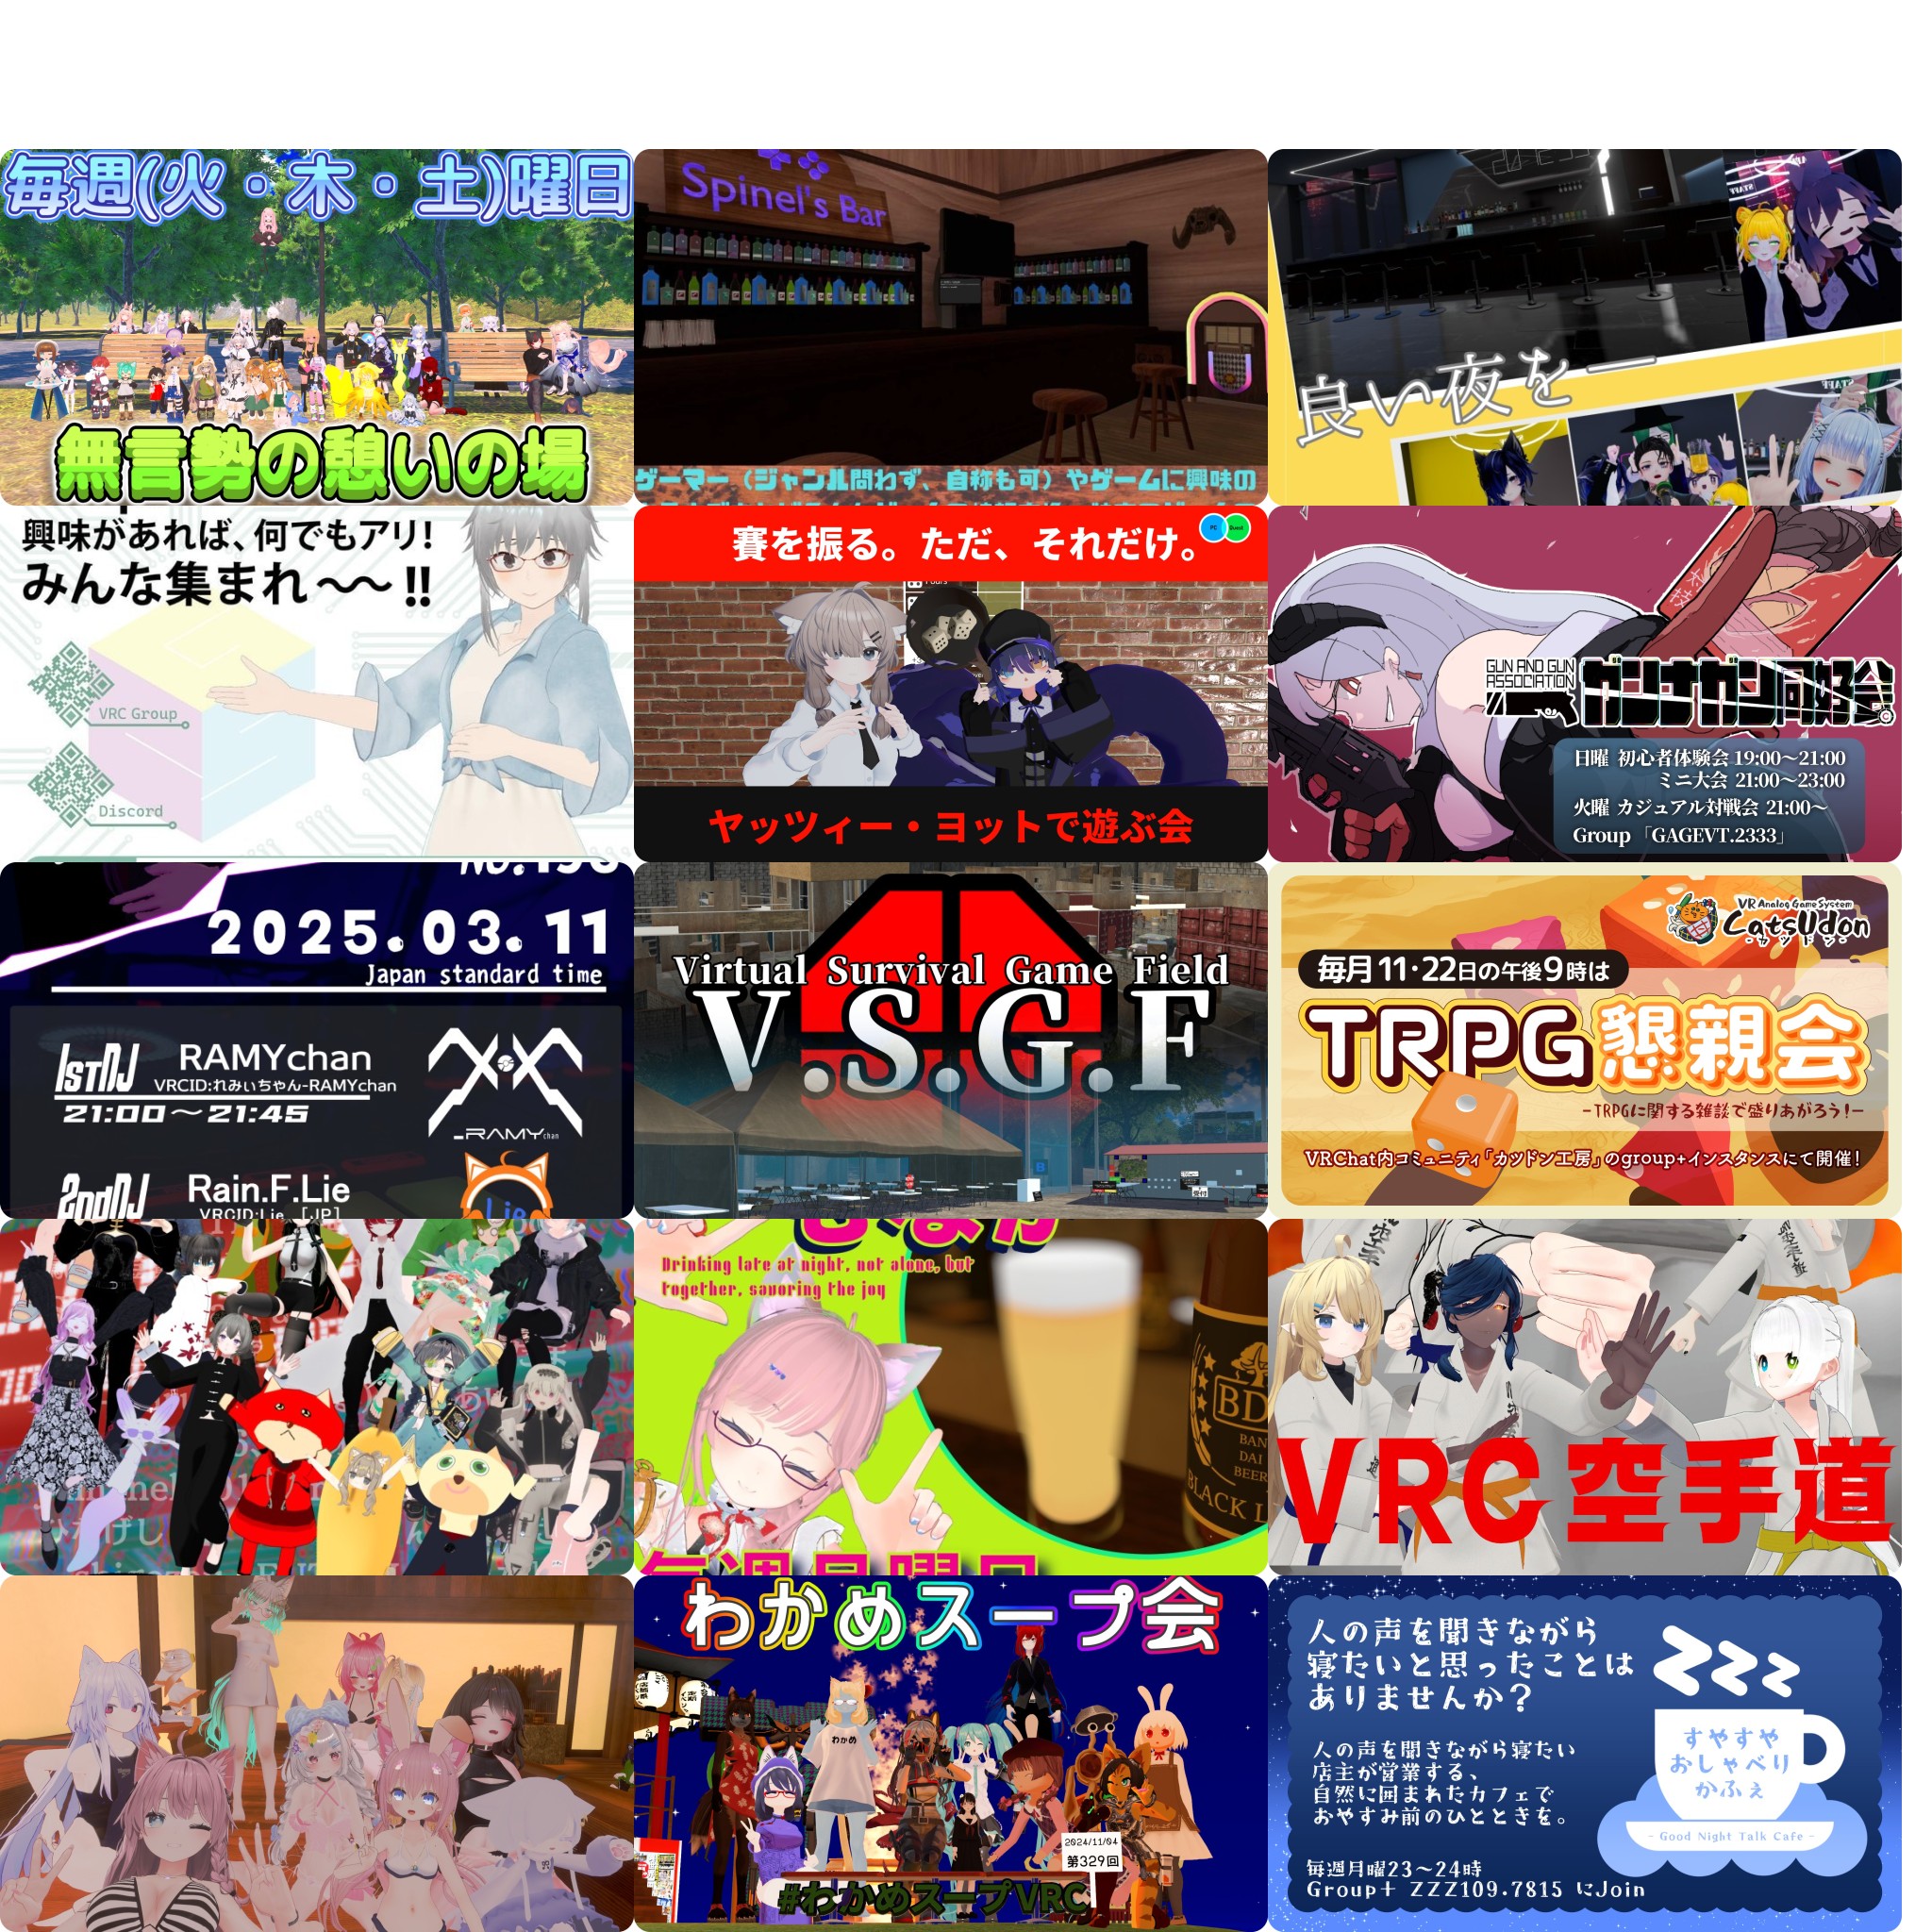 毎週(火・木・土)曜日
無言勢の憩いの場
Spinel's Bar
ゲーマー（ジャンル問わず、自称も可）やゲームに興味の
STAFF
良い夜を—
STAFF
興味があれば、何でもアリ!
みんな集まれ～～!!
VRC Group
Discord
賽を振る。ただ、それだけ。
PC
Quest
ヤッツィー・ヨットで遊ぶ会
GUN AND GUN
ASSOCIATION
ガンナガン同好会
日曜 初心者体験会 19:00～21:00
ミニ大会 21:00～23:00
火曜 カジュアル対戦会 21:00～
Group「GAGEVT.2333」
2025.03.11
Japan standard time
1stDJ
RAMYchan
VRCID:れみぃちゃん-RAMYchan
21:00～21:45
RAMY chan
2ndDJ
Rain.F.Lie
VRCID:Lie_[JP]
Lie
Virtual Survival Game Field
V.S.G.F
受付
VR Analog Game System
CatsUdon
-カツドン-
毎月11・22日の午後9時は
TRPG懇親会
-TRPGに関する雑談で盛りあがろう!-
VRChat内コミュニティ「カツドン工房」のgroup+インスタンスにて開催!
Drinking late at night, not alone, but
together, savoring the joy
毎週月曜日
VRC空手道
わかめスープ会
わかめ
2024/11/04
第329回
#わかめスープVRC
人の声を聞きながら
寝たいと思ったことは
ありませんか？
zzz
すやすや
おしゃべり
かふぇ
- Good Night Talk Cafe -
人の声を聞きながら寝たい
店主が営業する、
自然に囲まれたカフェで
おやすみ前のひとときを。
毎週月曜23～24時
Group+ ZZZ109.7815 にJoin